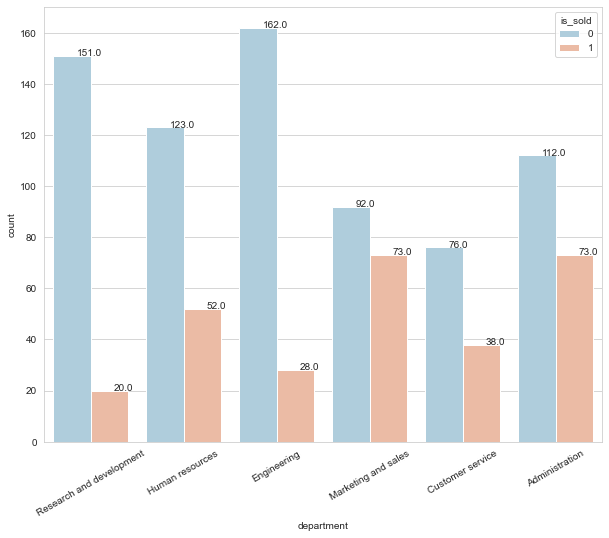 is_sold
0
1
160
140
120
100
80
60
40
20
0
count
151.0
20.0
123.0
52.0
162.0
28.0
92.0
73.0
76.0
38.0
112.0
73.0
Research and development
Human resources
Engineering
Marketing and sales
Customer service
Administration
department